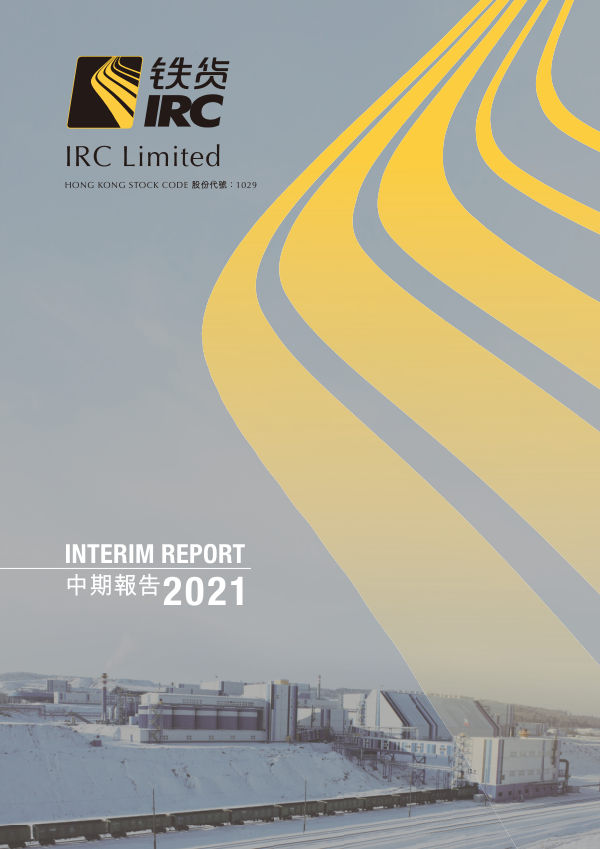 铁货
IRC
IRC Limited
HONG KONG STOCK CODE 股份代號：1029
INTERIM REPORT
中期報告2021